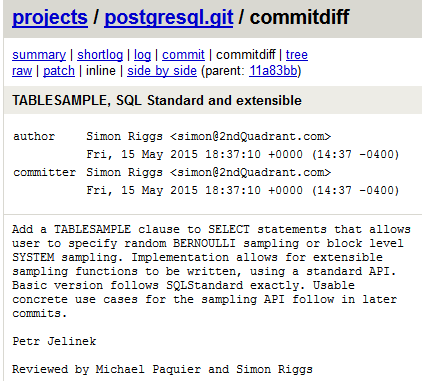 projects / postgresql.git / commitdiff
summary | shortlog | log | commit | commitdiff | tree
raw | patch | inline | side by side (parent: 11a83bb)
TABLESAMPLE, SQL Standard and extensible
author Simon Riggs <simon@2ndQuadrant.com>
Fri, 15 May 2015 18:37:10 +0000 (14:37 -0400)
committer Simon Riggs <simon@2ndQuadrant.com>
Fri, 15 May 2015 18:37:10 +0000 (14:37 -0400)
Add a TABLESAMPLE clause to SELECT statements that allows
user to specify random BERNOULLI sampling or block level
SYSTEM sampling. Implementation allows for extensible
sampling functions to be written, using a standard API.
Basic version follows SQLStandard exactly. Usable
concrete use cases for the sampling API follow in later
commits.
Petr Jelinek
Reviewed by Michael Paquier and Simon Riggs